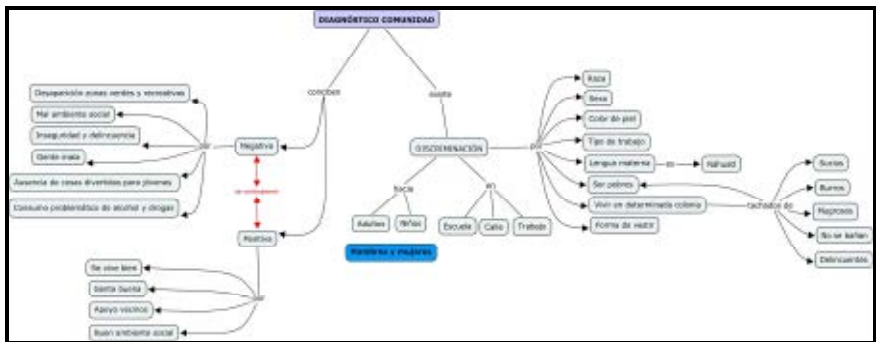 DIAGNÓSTICO COMUNIDAD
conciben
existe
Desaparición zonas verdes y recreativas
Mal ambiente social
Inseguridad y delincuencia
Gente mala
Ausencia de cosas divertidas para jóvenes
Consumo problemático de alcohol y drogas
por
Negativa
Positiva
Se vive bien
Gente buena
Apoyo vecinos
Buen ambiente social
por
DISCRIMINACIÓN
hacia
en
Adultos
Niños
Escuela
Calle
Trabajo
Hombres y mujeres
por
Raza
Sexo
Color de piel
Tipo de trabajo
Lengua materna
es
Nahuatl
Ser pobres
Vivir en determinada colonia
Forma de vestir
tachados de
Sucios
Burros
Mugrosos
No se bañan
Delincuentes